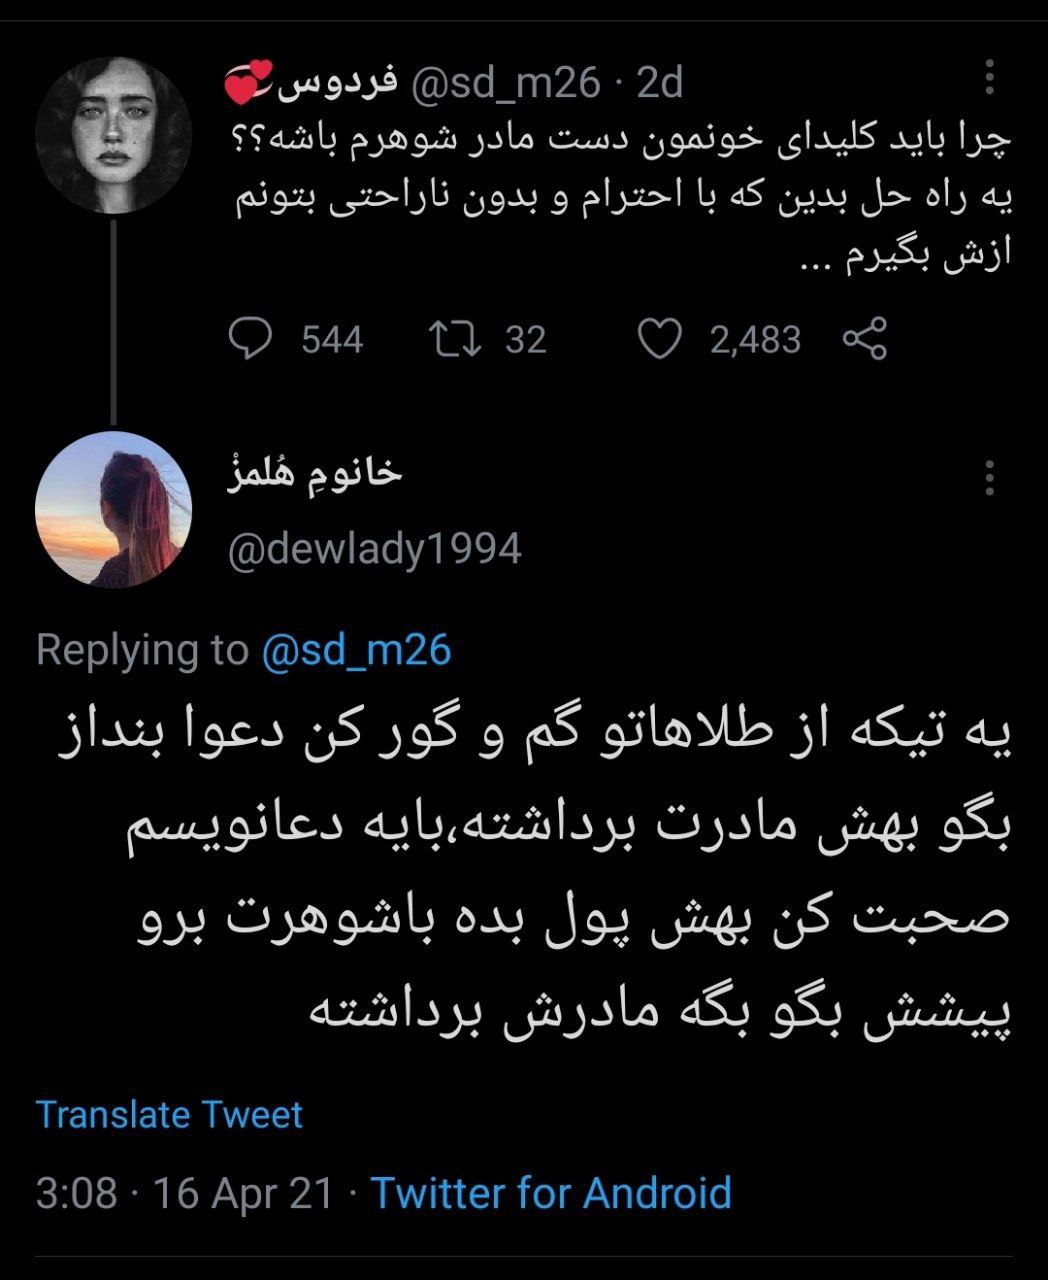 فردوس💞 @sd_m26 · 2d
چرا باید کلیدای خونمون دست مادر شوهرم باشه؟؟
یه راه حل بدین که با احترام و بدون ناراحتی بتونم
ازش بگیرم ...
544 32 2,483
خانومِ هُلمزْ
@dewlady1994
Replying to @sd_m26
یه تیکه از طلاهاتو گم و گور کن دعوا بنداز
بگو بهش مادرت برداشته،بایه دعانویسم
صحبت کن بهش پول بده باشوهرت برو
پیشش بگو بگه مادرش برداشته
Translate Tweet
3:08 · 16 Apr 21 · Twitter for Android